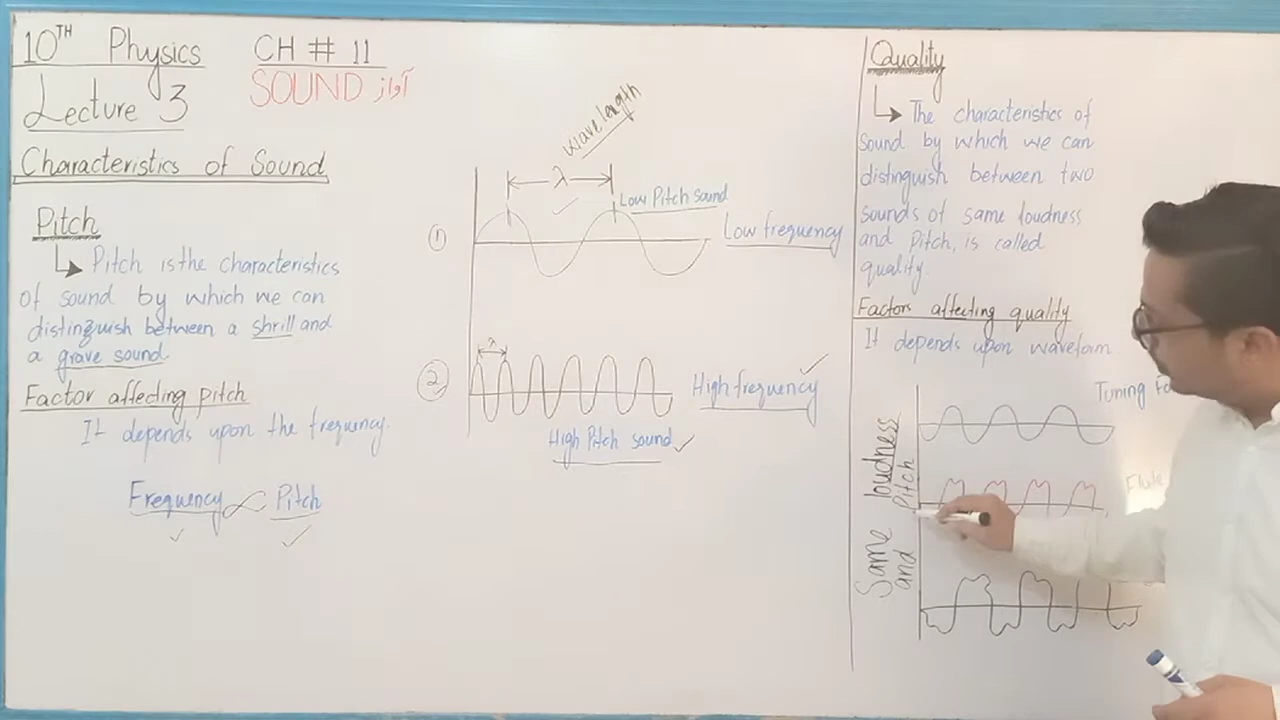 10TH Physics CH # 11
Lecture 3 SOUND آواز
Characteristics of Sound
Pitch
Pitch is the characteristics
of sound by which we can
distinguish between a shrill and
a grave sound.
Factor affecting pitch
It depends upon the frequency.
Frequency ∝ Pitch
wavelength
λ
Low Pitch sound
① Low frequency
λ
② High frequency
High Pitch sound
Quality
The characteristics of
sound by which we can
distinguish between two
sounds of same loudness
and Pitch, is called
quality.
Factors affecting quality
It depends upon waveform.
Tuning Fo
Flute
Same loudness
and Pitch